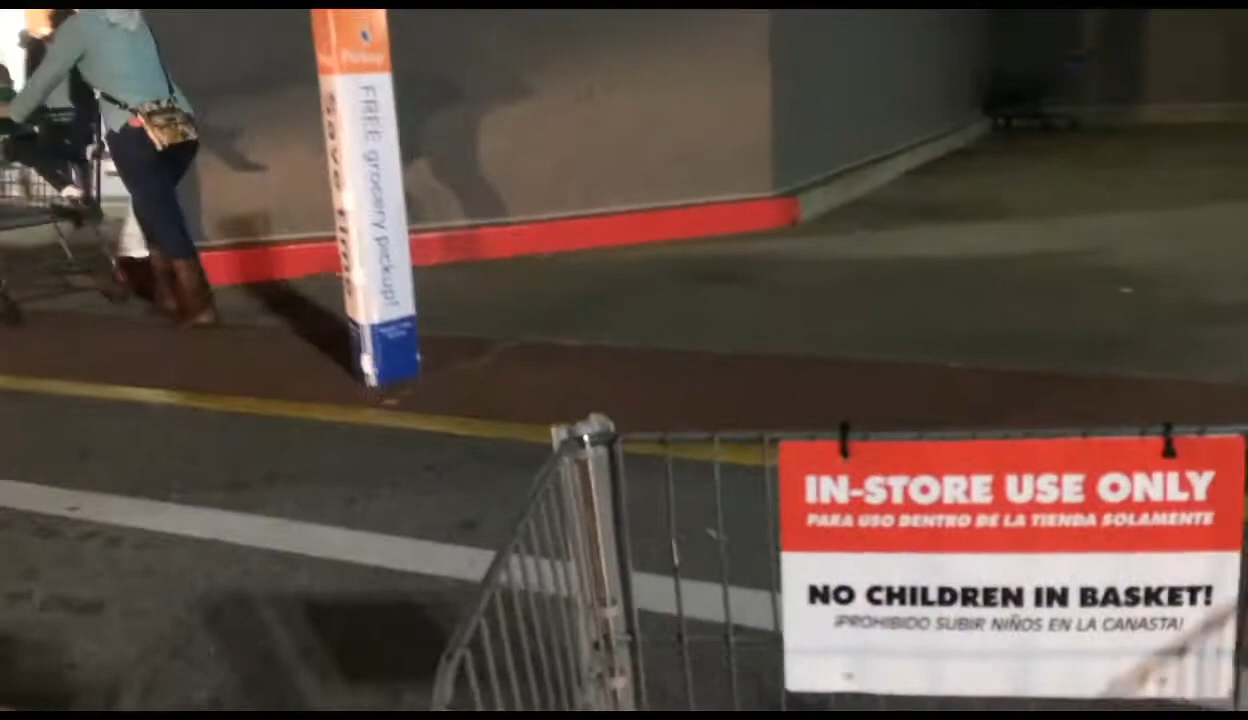 Pickup
FREE grocery pickup!
Save time
IN-STORE USE ONLY
PARA USO DENTRO DE LA TIENDA SOLAMENTE
NO CHILDREN IN BASKET!
¡PROHIBIDO SUBIR NIÑOS EN LA CANASTA!